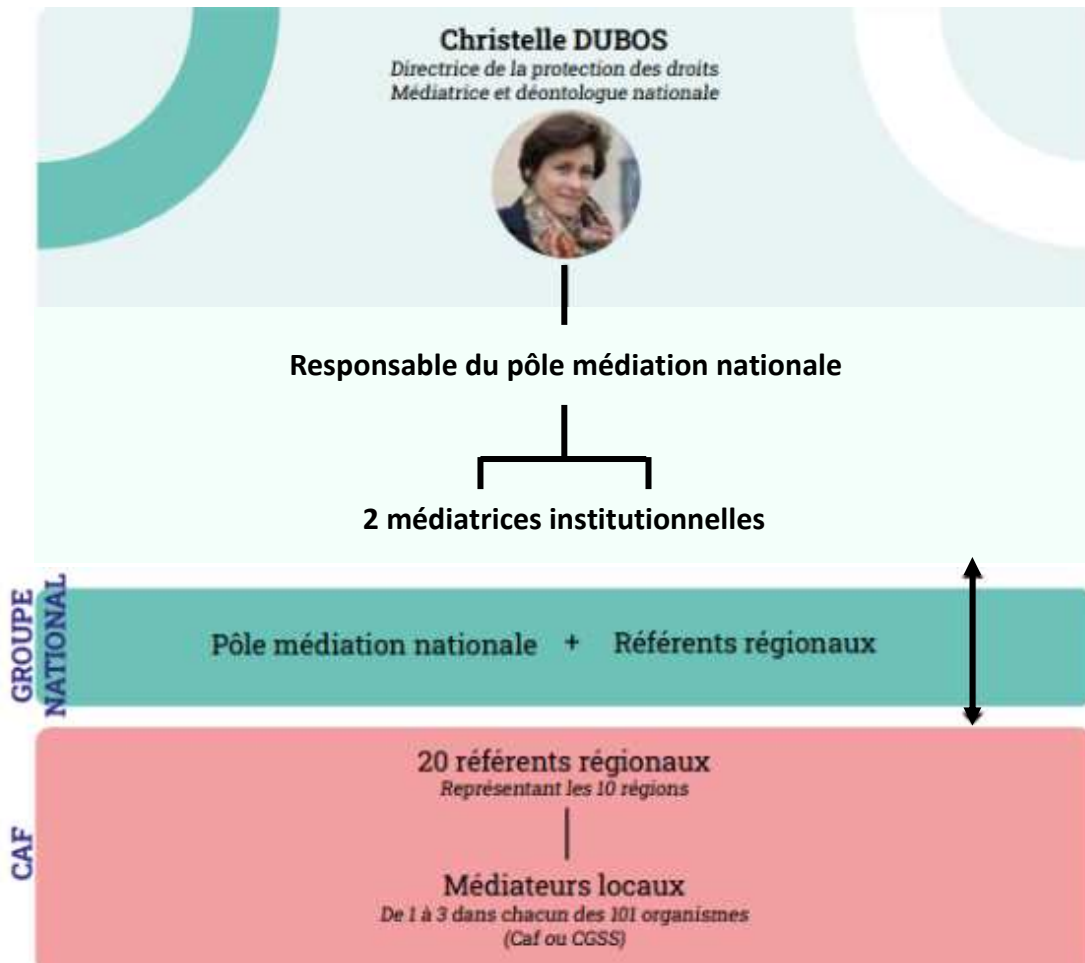 Christelle DUBOS
Directrice de la protection des droits
Médiatrice et déontologue nationale
Responsable du pôle médiation nationale
2 médiatrices institutionnelles
GROUPE
NATIONAL
Pôle médiation nationale + Référents régionaux
CAF
20 référents régionaux
Représentant les 10 régions
Médiateurs locaux
De 1 à 3 dans chacun des 101 organismes
(Caf ou CGSS)